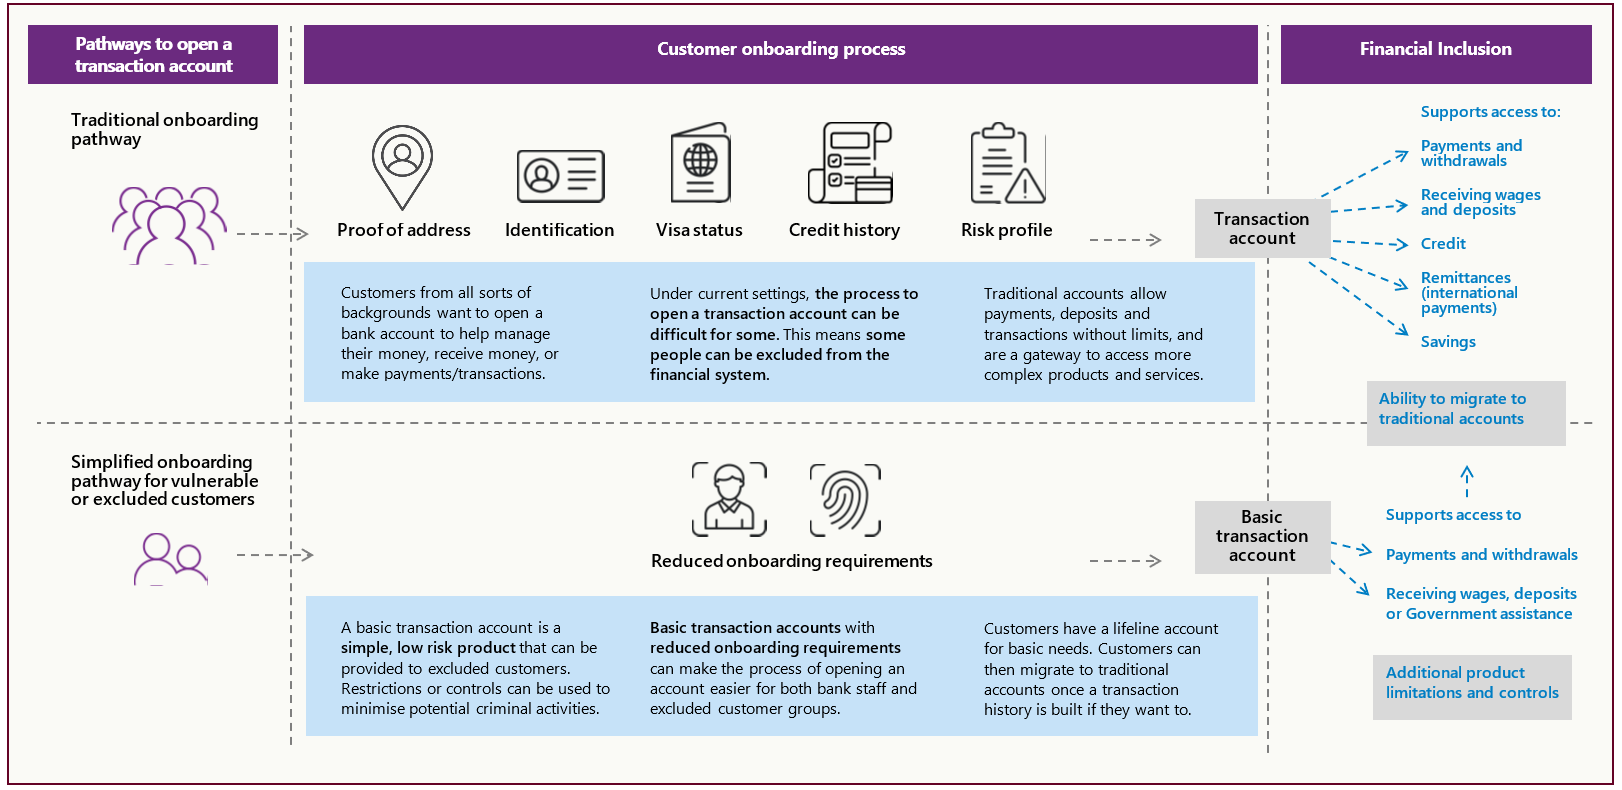 Pathways to open a
transaction account
Customer onboarding process
Financial Inclusion
Traditional onboarding
pathway
Proof of address
Identification
Visa status
Credit history
Risk profile
Transaction
account
Supports access to:
Payments and
withdrawals
Receiving wages
and deposits
Credit
Remittances
(international
payments)
Savings
Customers from all sorts of
backgrounds want to open a
bank account to help manage
their money, receive money, or
make payments/transactions.
Under current settings, the process to
open a transaction account can be
difficult for some. This means some
people can be excluded from the
financial system.
Traditional accounts allow
payments, deposits and
transactions without limits, and
are a gateway to access more
complex products and services.
Ability to migrate to
traditional accounts
Simplified onboarding
pathway for vulnerable
or excluded customers
Reduced onboarding requirements
Basic
transaction
account
Supports access to
Payments and withdrawals
Receiving wages, deposits
or Government assistance
A basic transaction account is a
simple, low risk product that can be
provided to excluded customers.
Restrictions or controls can be used to
minimise potential criminal activities.
Basic transaction accounts with
reduced onboarding requirements
can make the process of opening an
account easier for both bank staff and
excluded customer groups.
Customers have a lifeline account
for basic needs. Customers can
then migrate to traditional
accounts once a transaction
history is built if they want to.
Additional product
limitations and controls